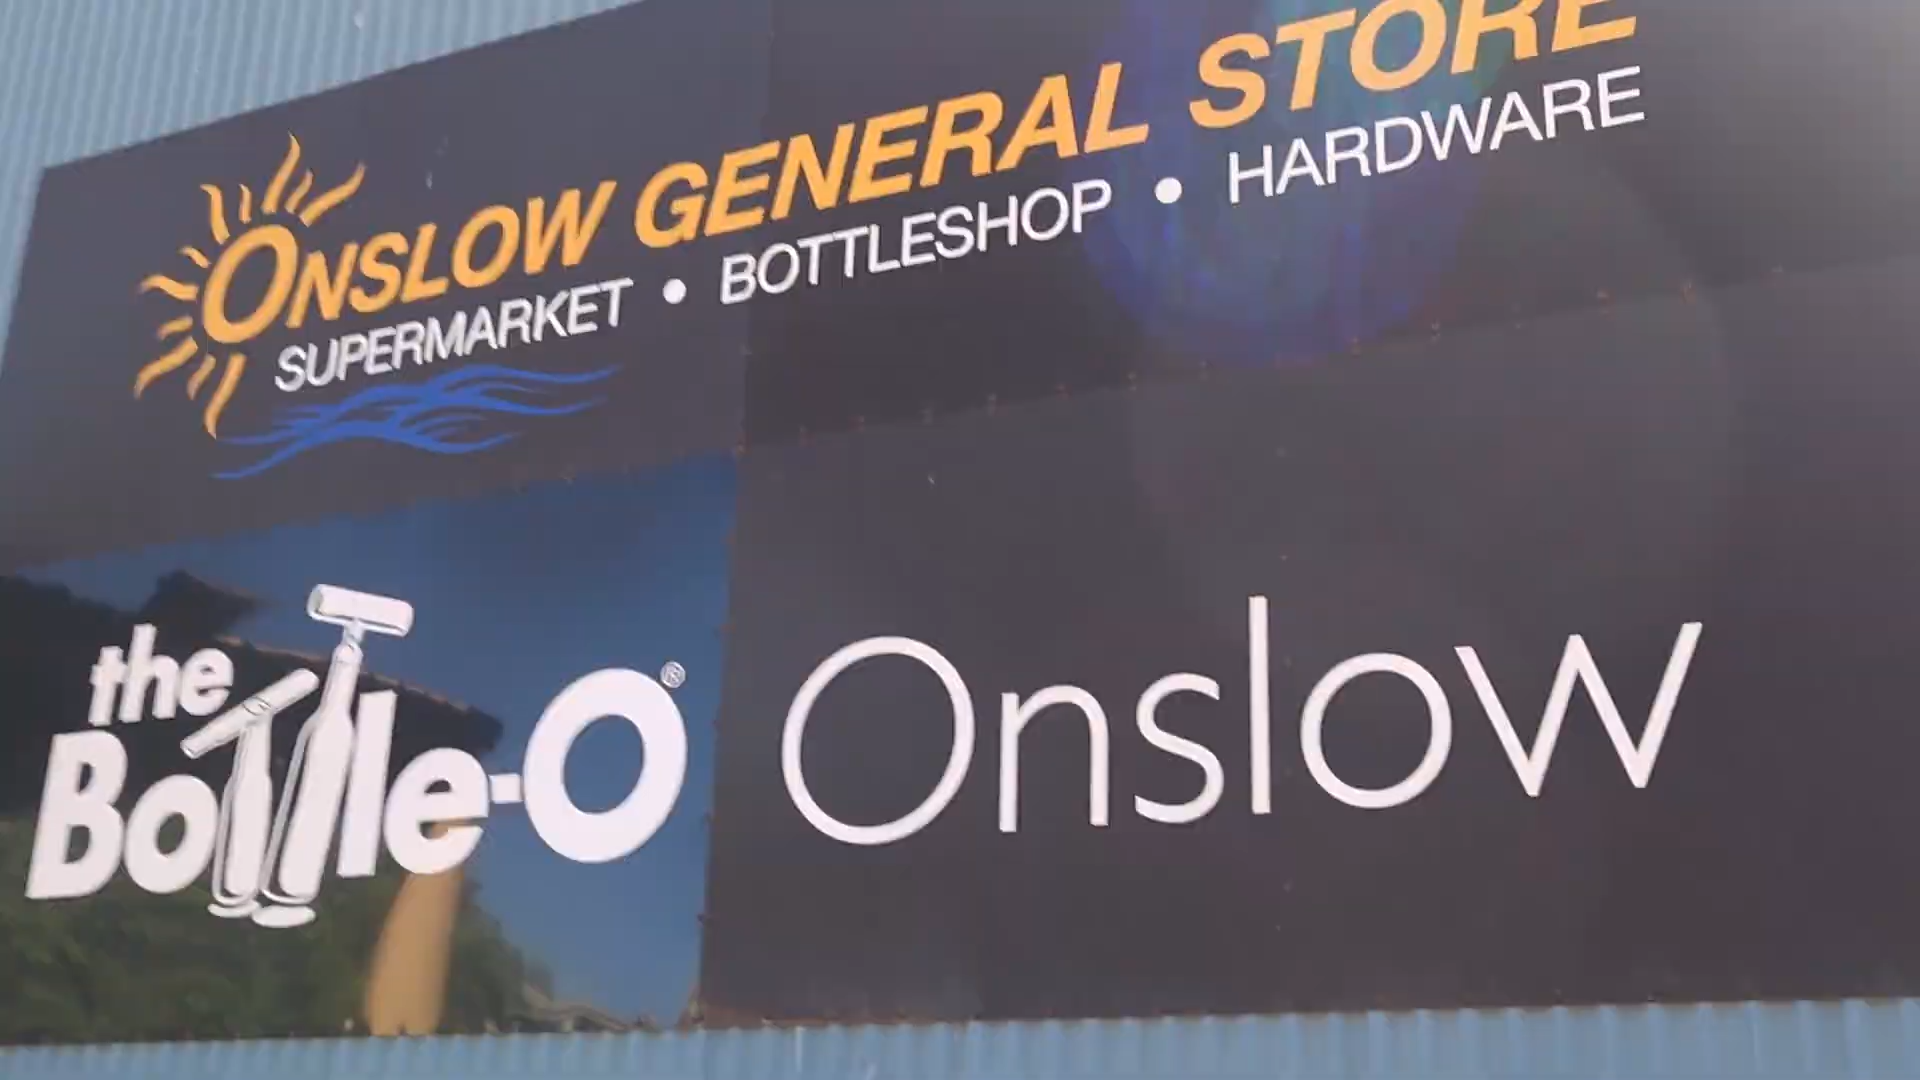 ONSLOW GENERAL STORE
SUPERMARKET • BOTTLESHOP • HARDWARE
the
Bottle-O®
Onslow